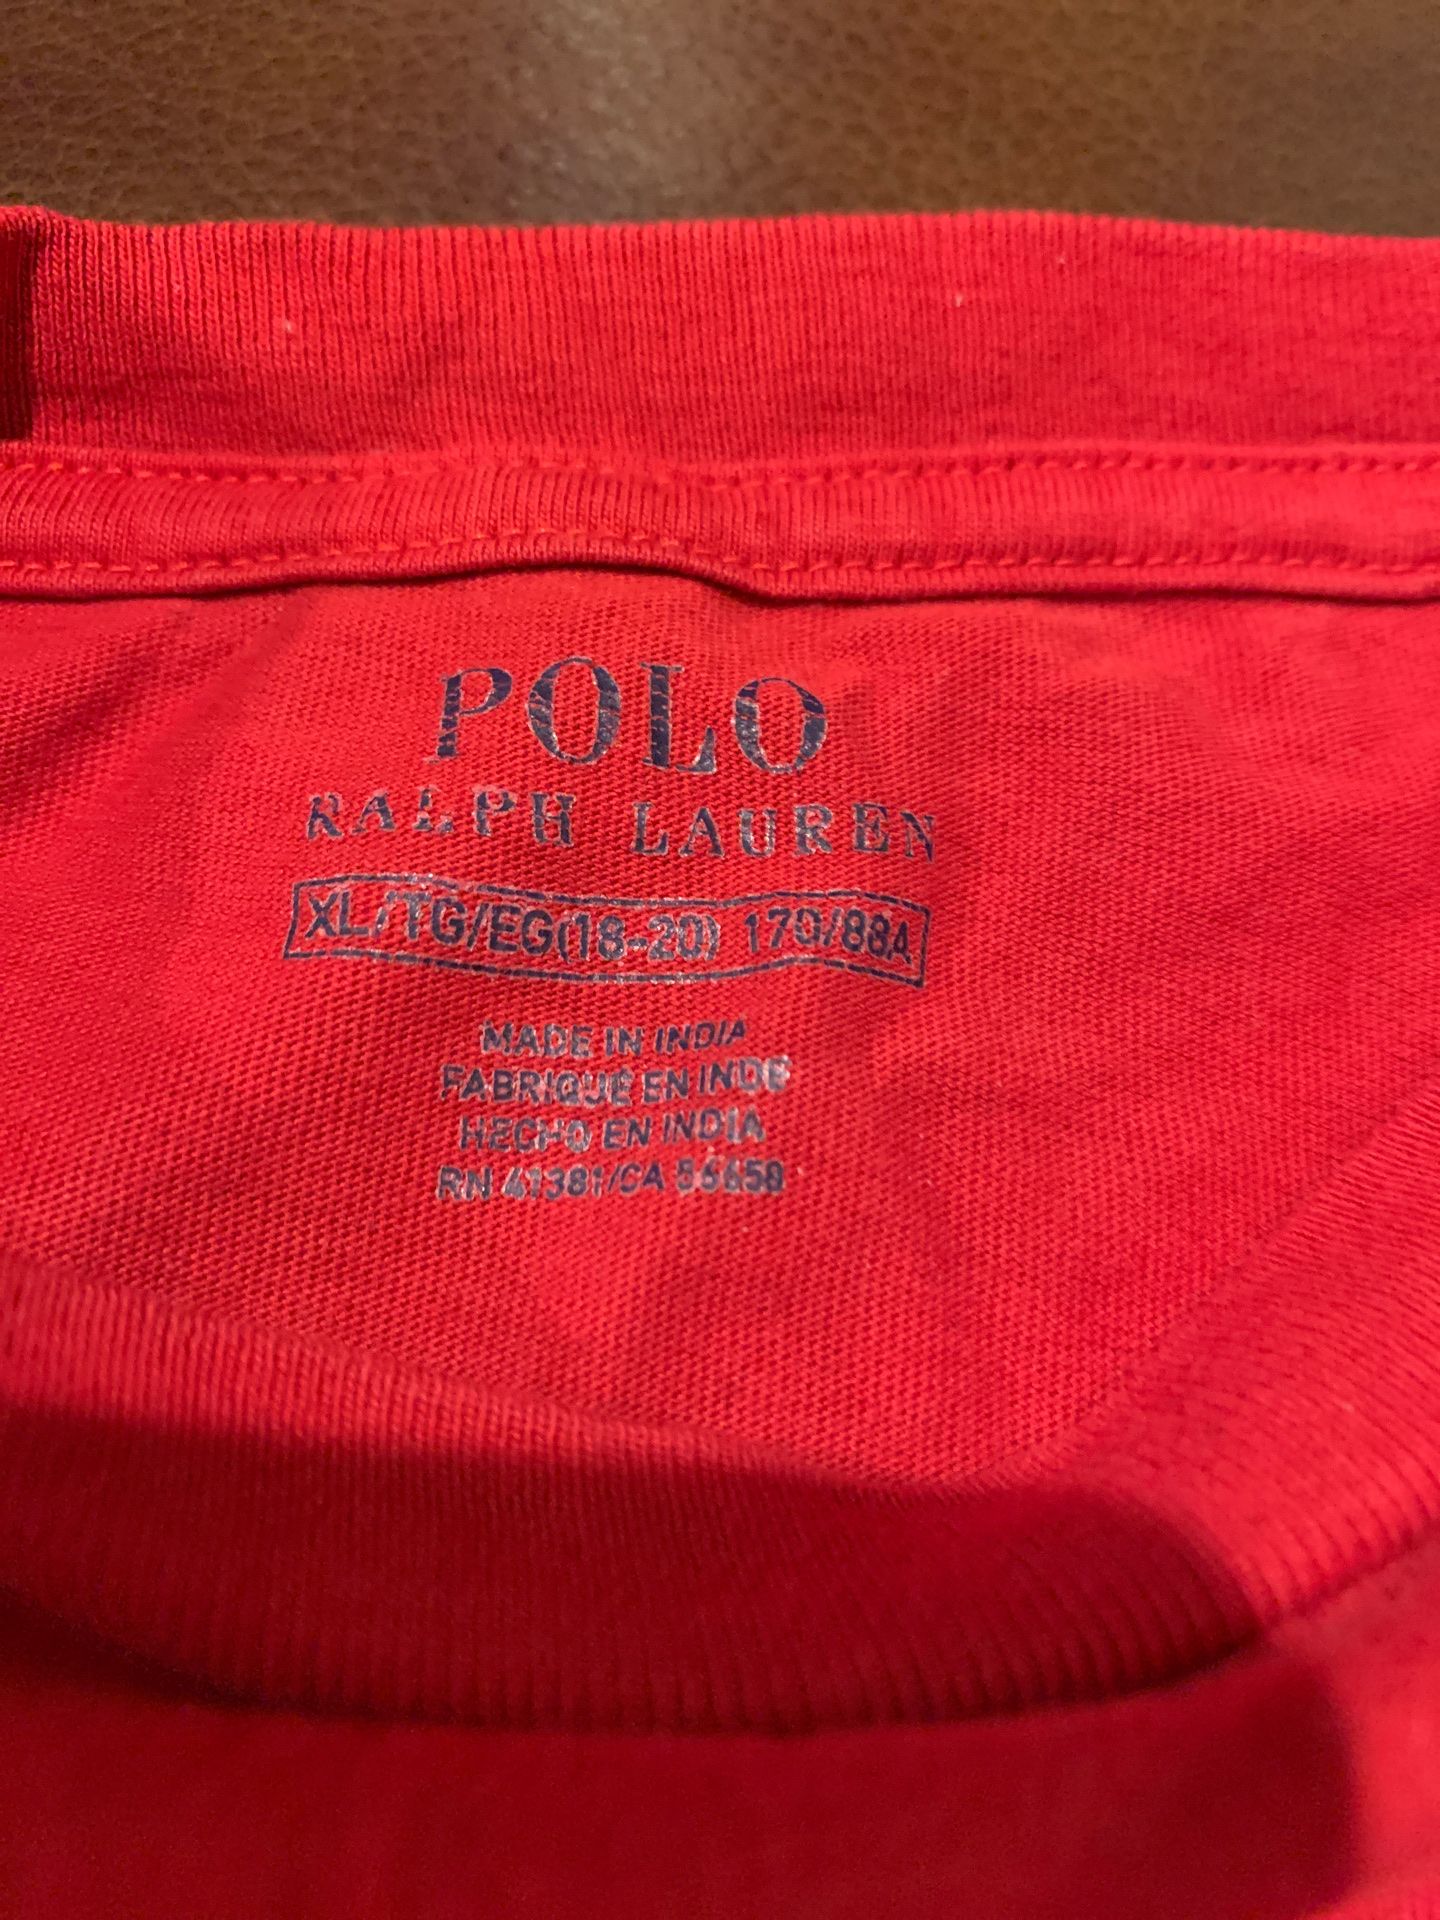 POLO
RALPH LAUREN
XL/TG/EG(18-20) 170/88A
MADE IN INDIA
FABRIQUÉ EN INDE
HECHO EN INDIA
RN 41381/CA 56658